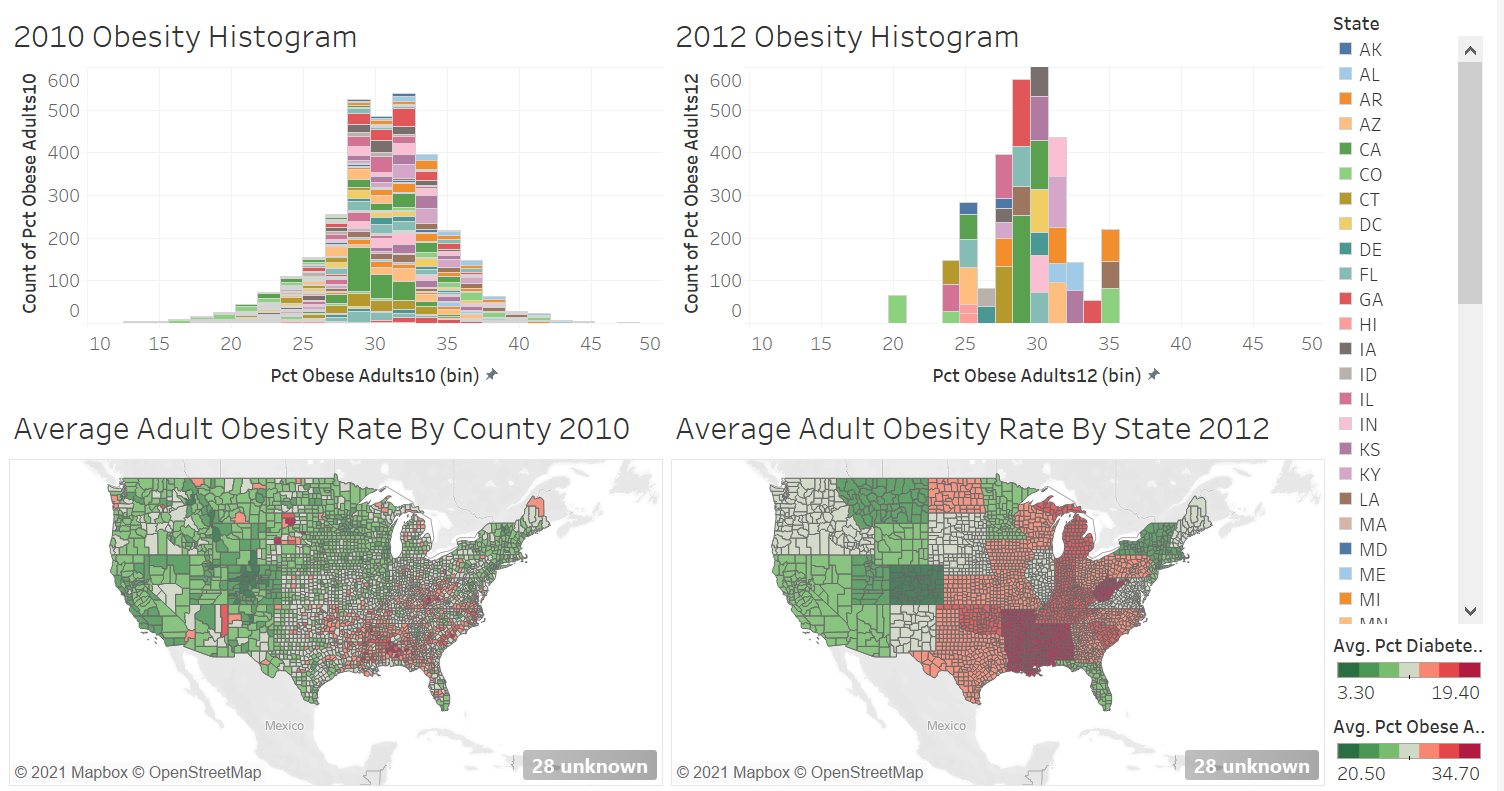 2010 Obesity Histogram
Count of Pct Obese Adults10
600
500
400
300
200
100
0
10 15 20 25 30 35 40 45 50
Pct Obese Adults10 (bin)
2012 Obesity Histogram
Count of Pct Obese Adults12
600
500
400
300
200
100
0
10 15 20 25 30 35 40 45 50
Pct Obese Adults12 (bin)
Average Adult Obesity Rate By County 2010
Mexico
© 2021 Mapbox © OpenStreetMap
28 unknown
Average Adult Obesity Rate By State 2012
Mexico
© 2021 Mapbox © OpenStreetMap
28 unknown
State
AK
AL
AR
AZ
CA
CO
CT
DC
DE
FL
GA
HI
IA
ID
IL
IN
KS
KY
LA
MA
MD
ME
MI
MN
Avg. Pct Diabete..
3.30 19.40
Avg. Pct Obese A..
20.50 34.70